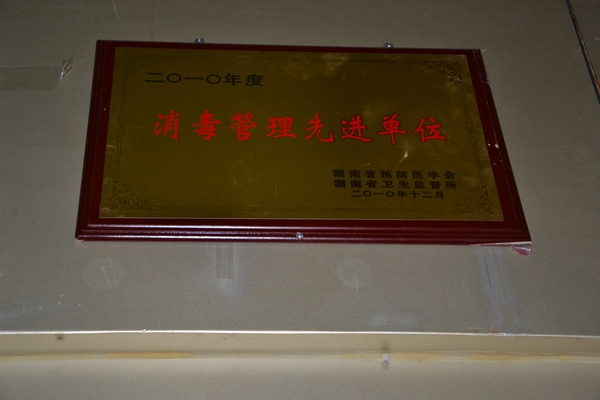 二〇一〇年度
消毒管理先进单位
湖南省预防医学会
湖南省卫生监督所
二〇一〇年十二月